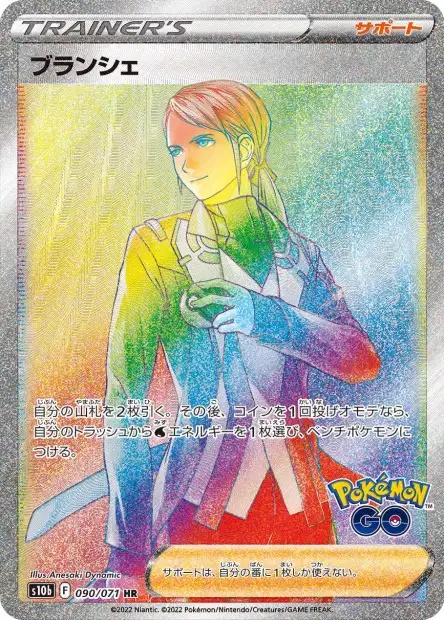 TRAINER'S サポート
ブランシェ
自分の山札を2枚引く。その後、コインを1回投げオモテなら、
自分のトラッシュからエネルギーを1枚選び、ベンチポケモンに
つける。
Pokémon GO™
Illus.Anesaki Dynamic
サポートは、自分の番に1枚しか使えない。
s10b F 090/071 HR
©2022 Niantic. ©2022 Pokémon/Nintendo/Creatures/GAME FREAK.